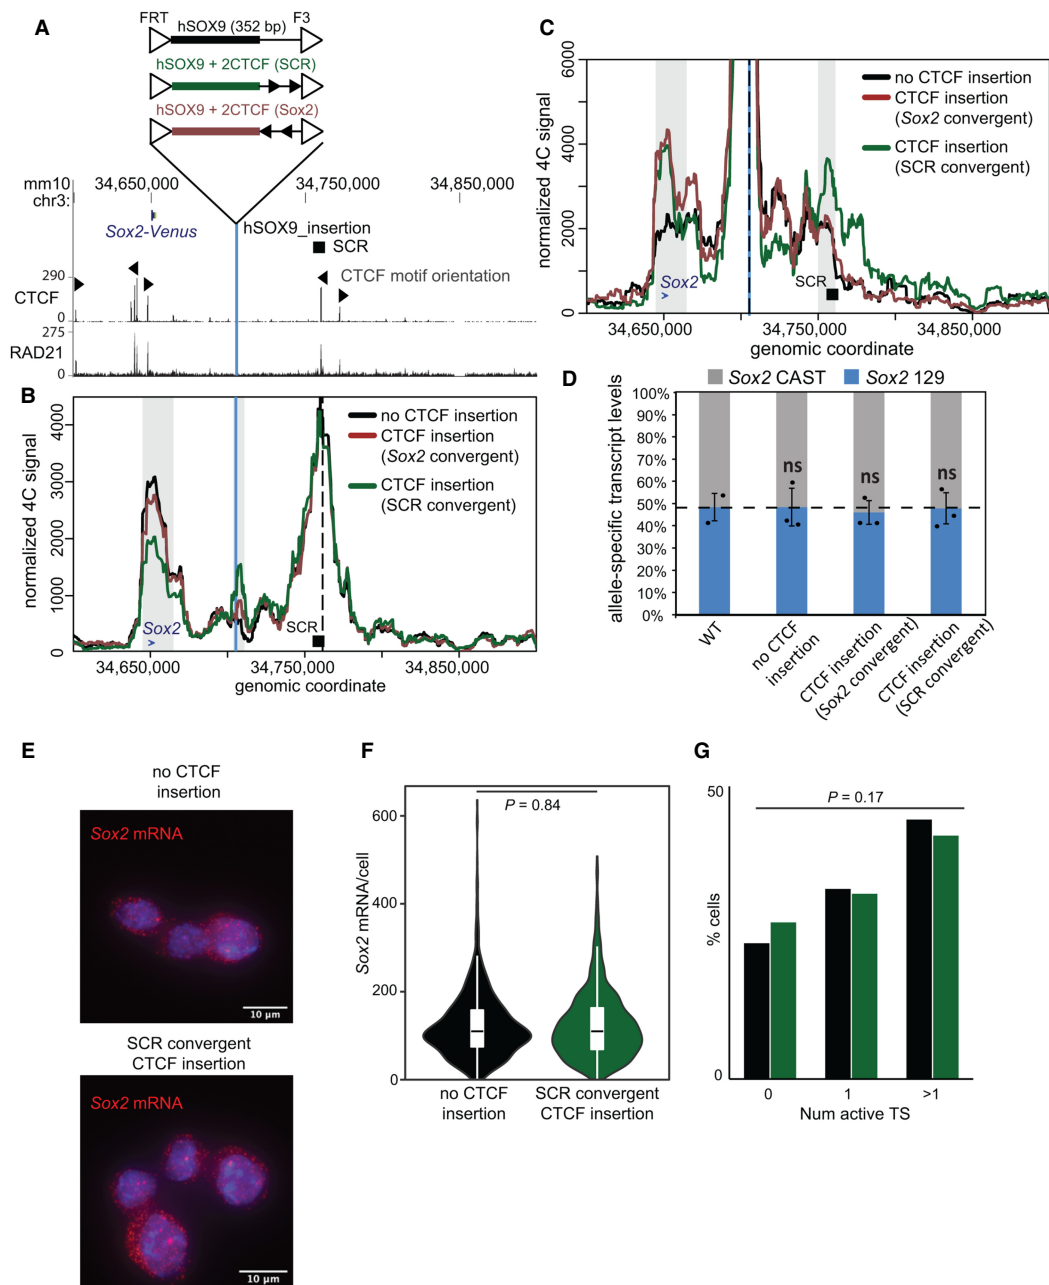 A
FRT
hSOX9 (352 bp)
F3
hSOX9 + 2CTCF (SCR)
hSOX9 + 2CTCF (Sox2)
mm10
chr3:
34,650,000
34,750,000
34,850,000
Sox2-Venus
hSOX9_insertion
SCR
CTCF motif orientation
290
CTCF
0
275
RAD21
0
B
normalized 4C signal
4000
3000
2000
1000
0
no CTCF insertion
CTCF insertion
(Sox2 convergent)
CTCF insertion
(SCR convergent)
Sox2
SCR
34,650,000
34,750,000
34,850,000
genomic coordinate
C
normalized 4C signal
6000
4000
2000
0
no CTCF insertion
CTCF insertion
(Sox2 convergent)
CTCF insertion
(SCR convergent)
Sox2
SCR
34,650,000
34,750,000
34,850,000
genomic coordinate
D
Sox2 CAST
Sox2 129
allele-specific transcript levels
100%
90%
80%
70%
60%
50%
40%
30%
20%
10%
0%
ns
ns
ns
WT
no CTCF
insertion
CTCF insertion
(Sox2 convergent)
CTCF insertion
(SCR convergent)
E
no CTCF
insertion
Sox2 mRNA
10 μm
SCR convergent
CTCF insertion
Sox2 mRNA
10 μm
F
Sox2 mRNA/cell
600
400
200
0
P = 0.84
no CTCF
insertion
SCR convergent
CTCF insertion
G
% cells
50
0
P = 0.17
0
1
>1
Num active TS